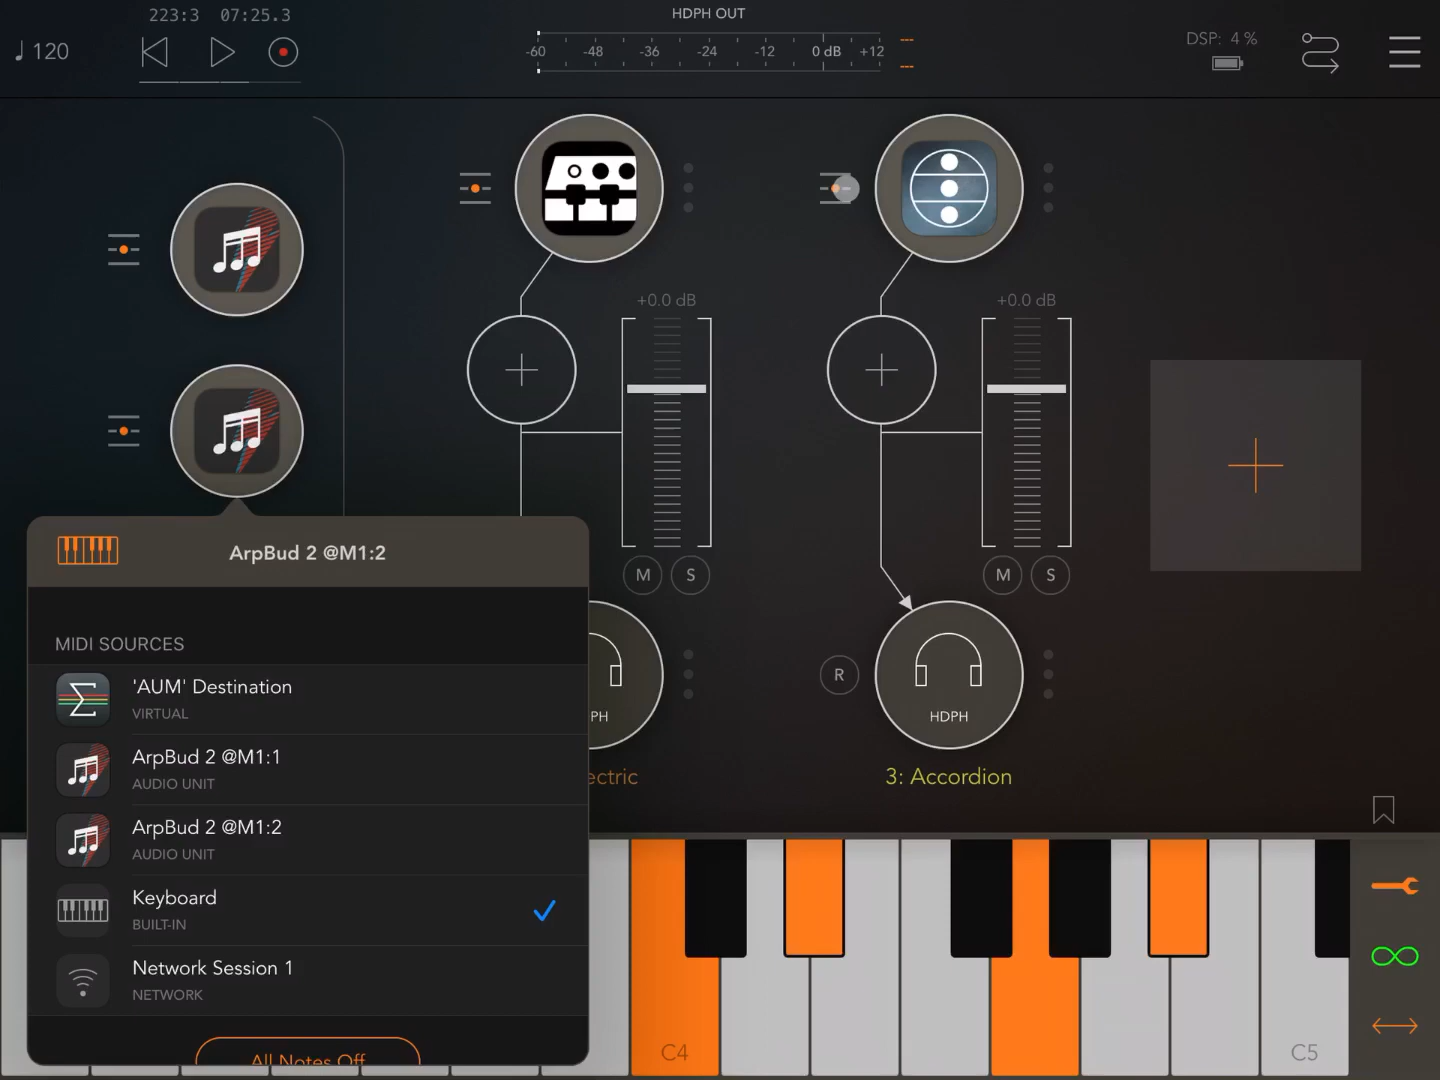 223:3 07:25.3
HDPH OUT
♩ 120
-60 -48 -36 -24 -12 0 dB +12
DSP: 4 %
+0.0 dB
+0.0 dB
M S
M S
ArpBud 2 @M1:2
MIDI SOURCES
'AUM' Destination
VIRTUAL
ArpBud 2 @M1:1
AUDIO UNIT
ArpBud 2 @M1:2
AUDIO UNIT
Keyboard
BUILT-IN
Network Session 1
NETWORK
All Notes Off
PH
ectric
R
HDPH
3: Accordion
C4
C5